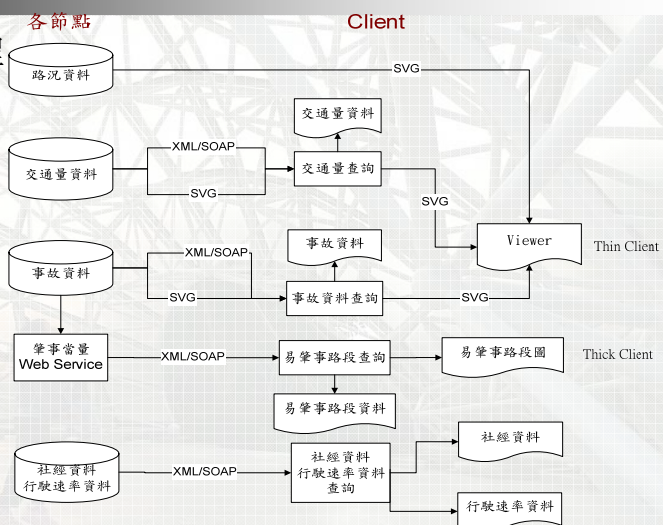 各節點
Client
路況資料
SVG
交通量資料
交通量資料
XML/SOAP
SVG
交通量查詢
SVG
Viewer
Thin Client
事故資料
事故資料
XML/SOAP
SVG
事故資料查詢
SVG
肇事當量
Web Service
XML/SOAP
易肇事路段查詢
易肇事路段圖
Thick Client
易肇事路段資料
社經資料
行駛速率資料
XML/SOAP
社經資料
行駛速率資料
查詢
社經資料
行駛速率資料